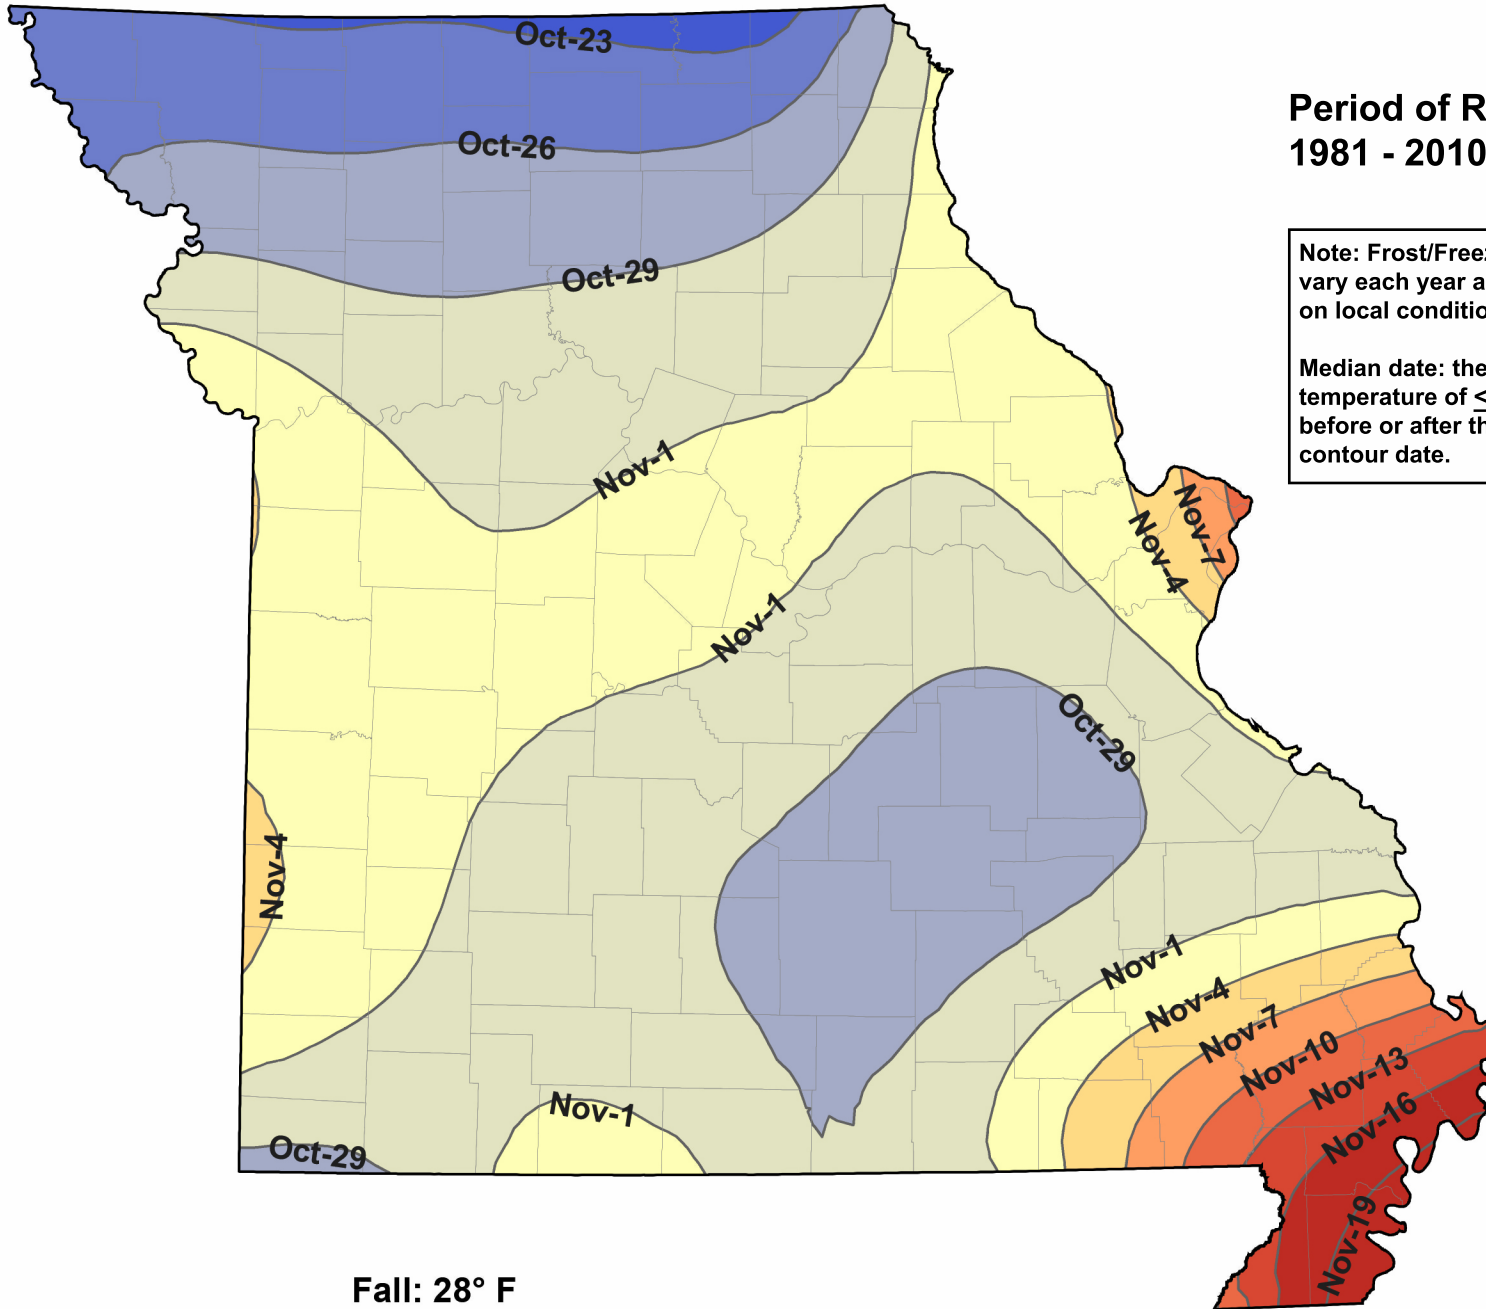 Oct-23
Period of R
1981 - 2010
Oct-26
Note: Frost/Freez
vary each year a
on local conditio
Oct-29
Median date: the
temperature of <
before or after th
contour date.
Nov-1
Nov-7
Nov-4
Nov-1
Oct-29
Nov-4
Nov-1
Nov-4
Nov-7
Nov-10
Nov-13
Nov-16
Nov-1
Oct-29
Nov-19
Fall: 28° F